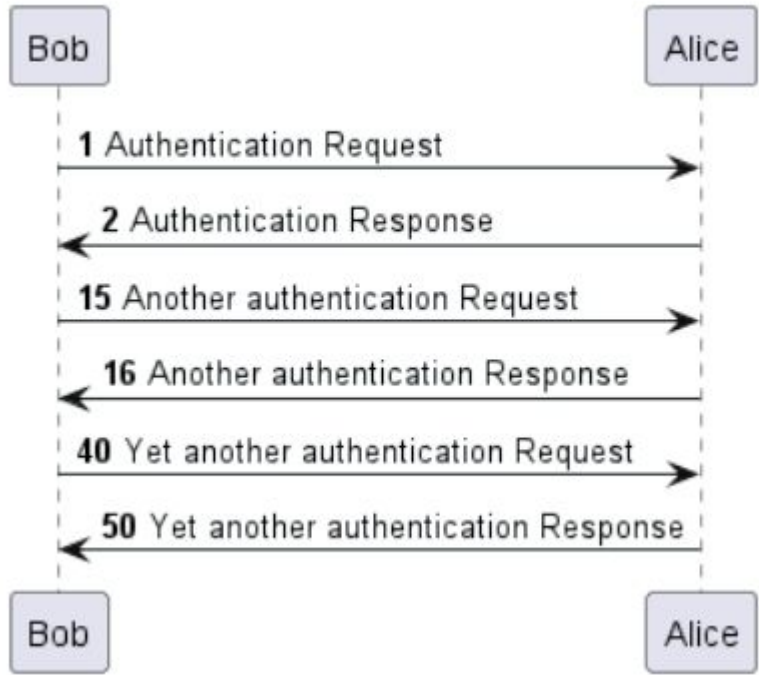 Bob Alice
1 Authentication Request
2 Authentication Response
15 Another authentication Request
16 Another authentication Response
40 Yet another authentication Request
50 Yet another authentication Response
Bob Alice